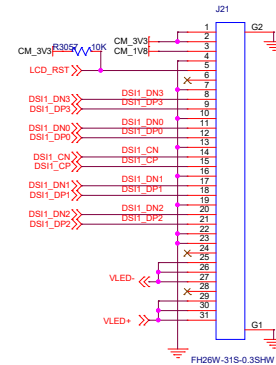 J21
R3057 10K
CM_3V3
CM_3V3
CM_1V8
LCD_RST
DSI1_DN3
DSI1_DP3
DSI1_DN0
DSI1_DP0
DSI1_CN
DSI1_CP
DSI1_DN1
DSI1_DP1
DSI1_DN2
DSI1_DP2
DSI1_DN3
DSI1_DP3
DSI1_DN0
DSI1_DP0
DSI1_CN
DSI1_CP
DSI1_DN1
DSI1_DP1
DSI1_DN2
DSI1_DP2
VLED-
VLED+
1
2
3
4
5
6
7
8
9
10
11
12
13
14
15
16
17
18
19
20
21
22
23
24
25
26
27
28
29
30
31
G2
G1
FH26W-31S-0.3SHW